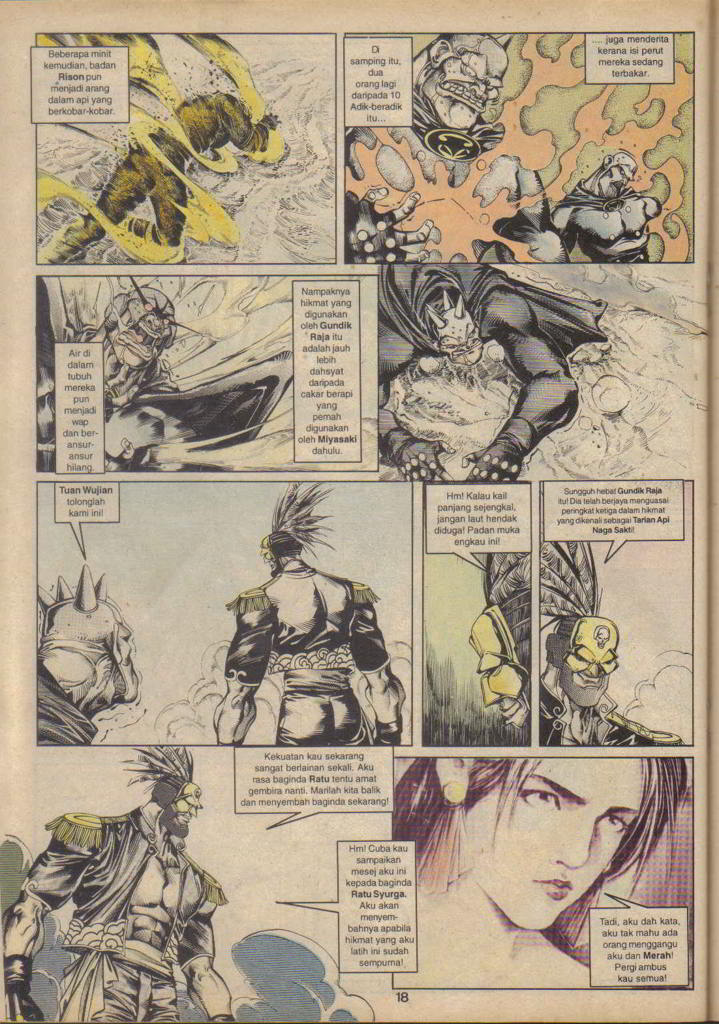 Beberapa minit
kemudian, badan
Rison pun
menjadi arang
dalam api yang
berkobar-kobar.
Di
samping itu,
dua
orang lagi
daripada 10
Adik-beradik
itu...
.... juga menderita
kerana isi perut
mereka sedang
terbakar.
Air di
dalam
tubuh
mereka
pun
menjadi
wap
dan ber-
ansur-
ansur
hilang.
Nampaknya
hikmat yang
digunakan
oleh Gundik
Raja itu
adalah jauh
lebih
dahsyat
daripada
cakar berapi
yang
pernah
digunakan
oleh Miyasaki
dahulu.
Tuan Wujian
tolonglah
kami ini!
Hm! Kalau kail
panjang sejengkal,
jangan laut hendak
diduga! Padan muka
engkau ini!
Sungguh hebat Gundik Raja
itu! Dia telah berjaya menguasai
peringkat ketiga dalam hikmat
yang dikenali sebagai Tarian Api
Naga Sakti!
Kekuatan kau sekarang
sangat berlainan sekali. Aku
rasa baginda Ratu tentu amat
gembira nanti. Marilah kita balik
dan menyembah baginda sekarang!
Hm! Cuba kau
sampaikan
mesej aku ini
kepada baginda
Ratu Syurga.
Aku akan
menyem-
bahnya apabila
hikmat yang aku
latih ini sudah
sempurna!
Tadi, aku dah kata,
aku tak mahu ada
orang mengganggu
aku dan Merah!
Pergi ambus
kau semua!
18